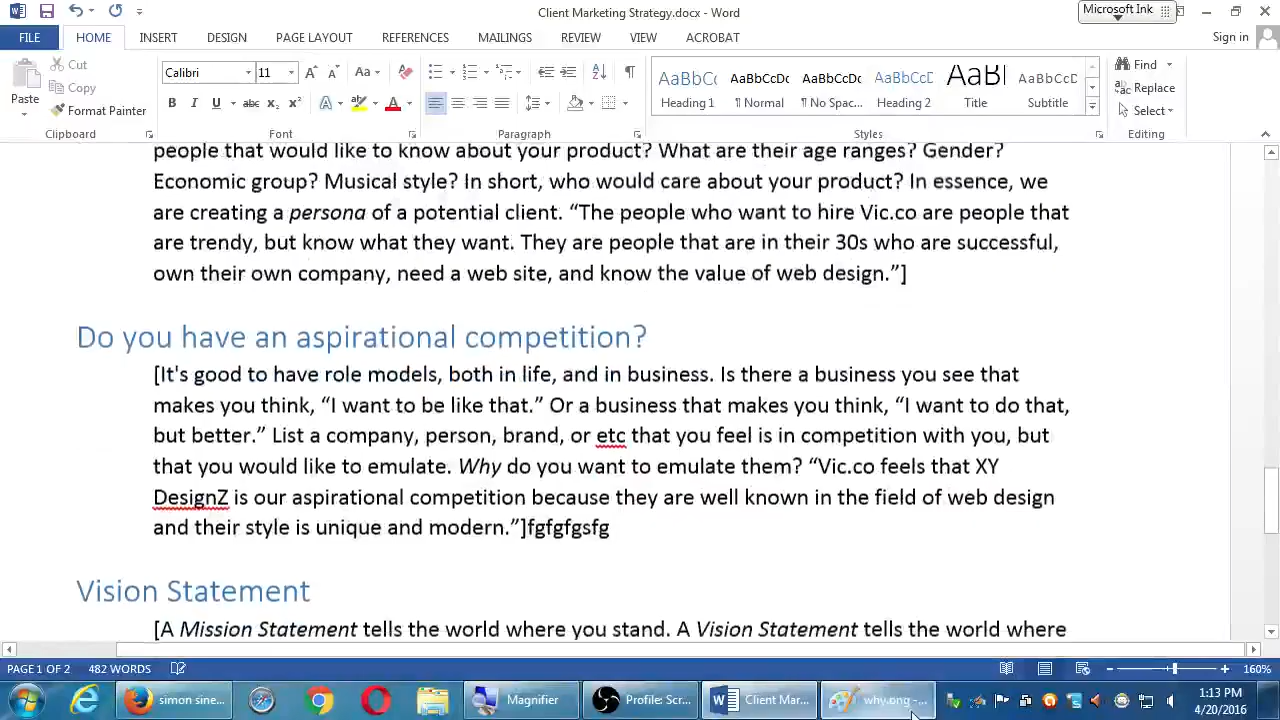 Client Marketing Strategy.docx - Word
Microsoft Ink
FILE HOME INSERT DESIGN PAGE LAYOUT REFERENCES MAILINGS REVIEW VIEW ACROBAT Sign in
Paste
Cut
Copy
Format Painter
Clipboard
Calibri 11
Font
Paragraph
AaBbCc AaBbCcDc AaBbCcDc AaBbCcD AaB AaBbCcD
Heading 1 ¶ Normal ¶ No Spac... Heading 2 Title Subtitle
Styles
Find
Replace
Select
Editing
people that would like to know about your product? What are their age ranges? Gender?
Economic group? Musical style? In short, who would care about your product? In essence, we
are creating a persona of a potential client. “The people who want to hire Vic.co are people that
are trendy, but know what they want. They are people that are in their 30s who are successful,
own their own company, need a web site, and know the value of web design.”]
Do you have an aspirational competition?
[It's good to have role models, both in life, and in business. Is there a business you see that
makes you think, “I want to be like that.” Or a business that makes you think, “I want to do that,
but better.” List a company, person, brand, or etc that you feel is in competition with you, but
that you would like to emulate. Why do you want to emulate them? “Vic.co feels that XY
DesignZ is our aspirational competition because they are well known in the field of web design
and their style is unique and modern.”]fgfgfgsfg
Vision Statement
[A Mission Statement tells the world where you stand. A Vision Statement tells the world where
PAGE 1 OF 2 482 WORDS 160%
simon sine... Magnifier Profile: Scr... Client Mar... why.png -...
1:13 PM
4/20/2016